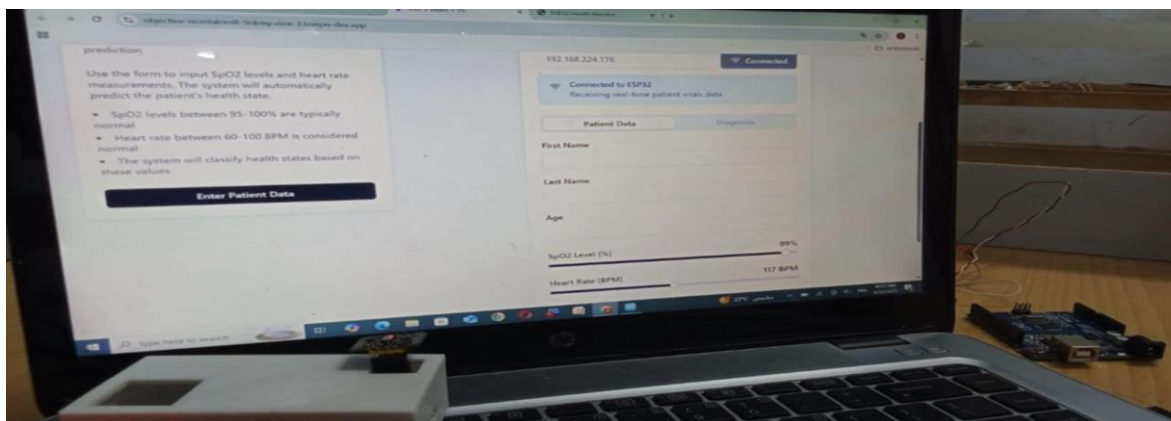 prediction
Use the form to input SpO2 levels and heart rate
measurements. The system will automatically
predict the patient's health state.
• SpO2 levels between 95-100% are typically
normal
• Heart rate between 60-100 BPM is considered
normal
• The system will classify health states based on
these values
Enter Patient Data
192.168.224.176
Connected
Connected to ESP32
Receiving real-time patient vitals data
Patient Data
Diagnosis
First Name
Last Name
Age
SpO2 Level (%)
99%
Heart Rate (BPM)
117 BPM
Type here to search
27°C مشمس
hp